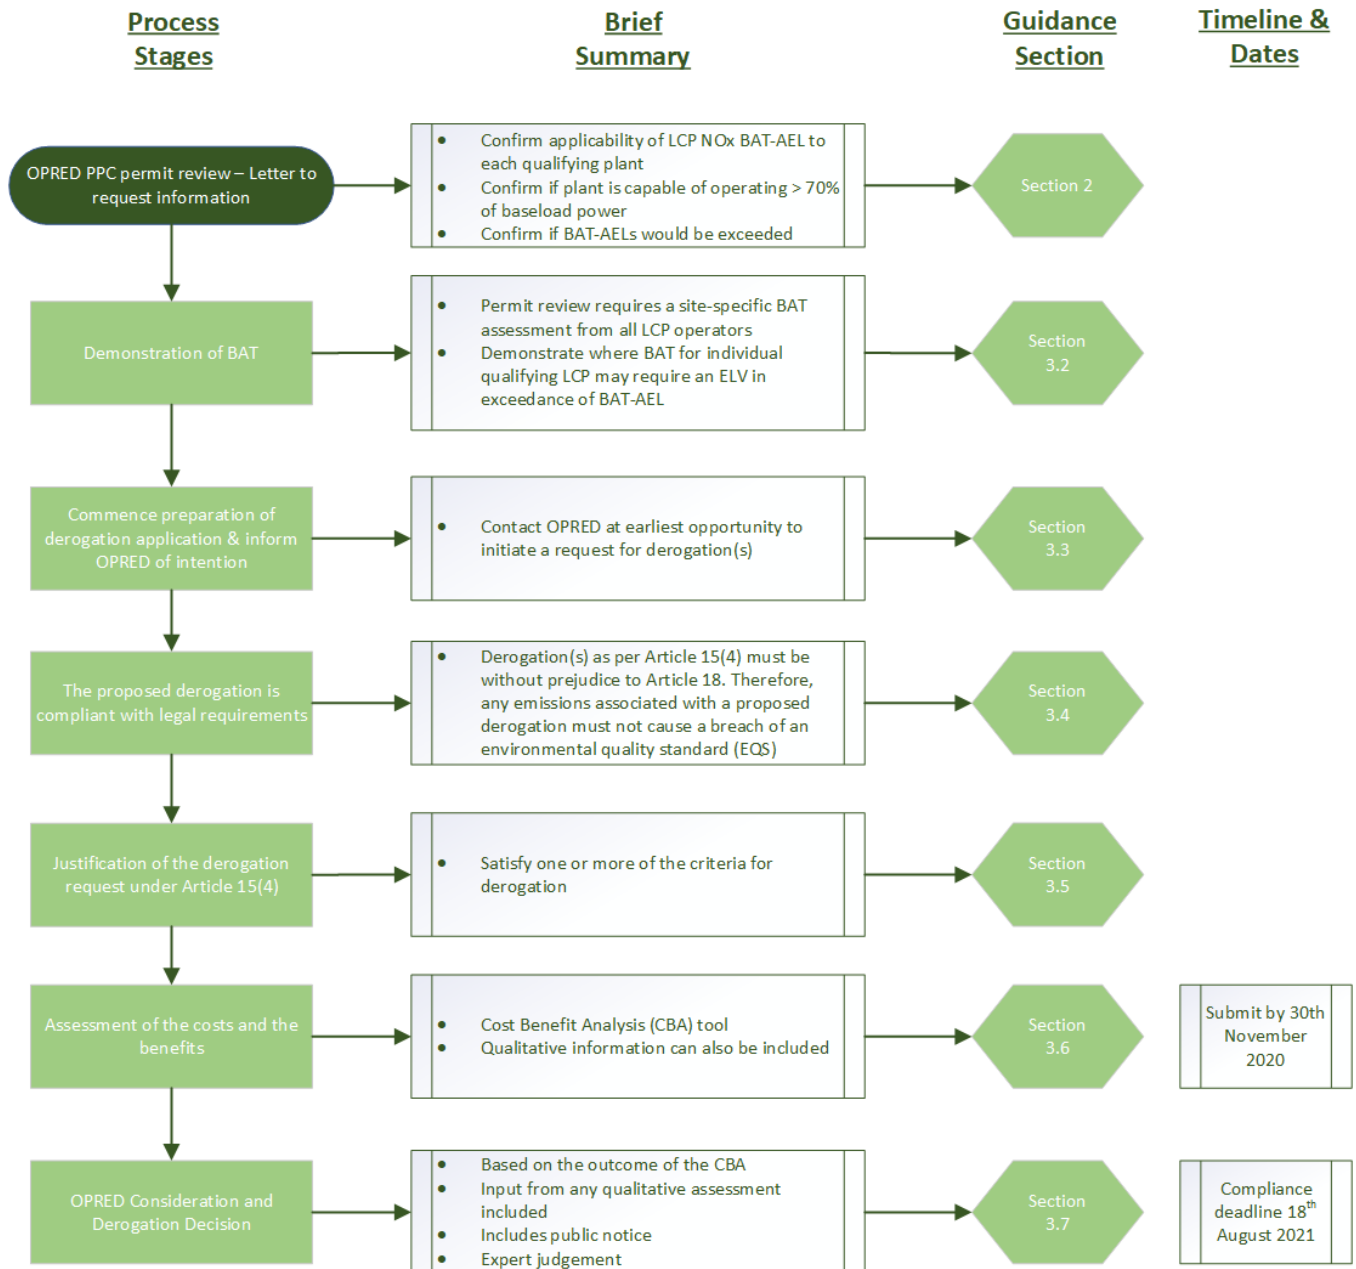 Process
Stages
Brief
Summary
Guidance
Section
Timeline &
Dates
OPRED PPC permit review – Letter to
request information
• Confirm applicability of LCP NOx BAT-AEL to
each qualifying plant
• Confirm if plant is capable of operating > 70%
of baseload power
• Confirm if BAT-AELs would be exceeded
Section 2
Demonstration of BAT
• Permit review requires a site-specific BAT
assessment from all LCP operators
• Demonstrate where BAT for individual
qualifying LCP may require an ELV in
exceedance of BAT-AEL
Section
3.2
Commence preparation of
derogation application & inform
OPRED of intention
• Contact OPRED at earliest opportunity to
initiate a request for derogation(s)
Section
3.3
The proposed derogation is
compliant with legal requirements
• Derogation(s) as per Article 15(4) must be
without prejudice to Article 18. Therefore,
any emissions associated with a proposed
derogation must not cause a breach of an
environmental quality standard (EQS)
Section
3.4
Justification of the derogation
request under Article 15(4)
• Satisfy one or more of the criteria for
derogation
Section
3.5
Assessment of the costs and the
benefits
• Cost Benefit Analysis (CBA) tool
• Qualitative information can also be included
Section
3.6
Submit by 30th
November
2020
OPRED Consideration and
Derogation Decision
• Based on the outcome of the CBA
• Input from any qualitative assessment
included
• Includes public notice
• Expert judgement
Section
3.7
Compliance
deadline 18th
August 2021